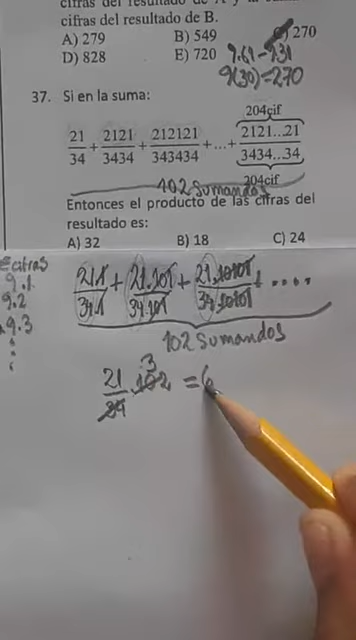 cifras del resultado de B.
A) 279 B) 549 270
D) 828 E) 720 9.61 - 9.31
9(30)=270
37. Si en la suma:
204cif
21/34 + 2121/3434 + 212121/343434 + ... + 2121...21/3434...34
204cif
102 Sumandos
Entonces el producto de las cifras del
resultado es:
A) 32 B) 18 C) 24
cifras
9.1
9.2
9.3
21.1/34.1 + 21.101/34.101 + 21.10101/34.10101 + ....
102 Sumandos
3
21/34 . 102 = 6